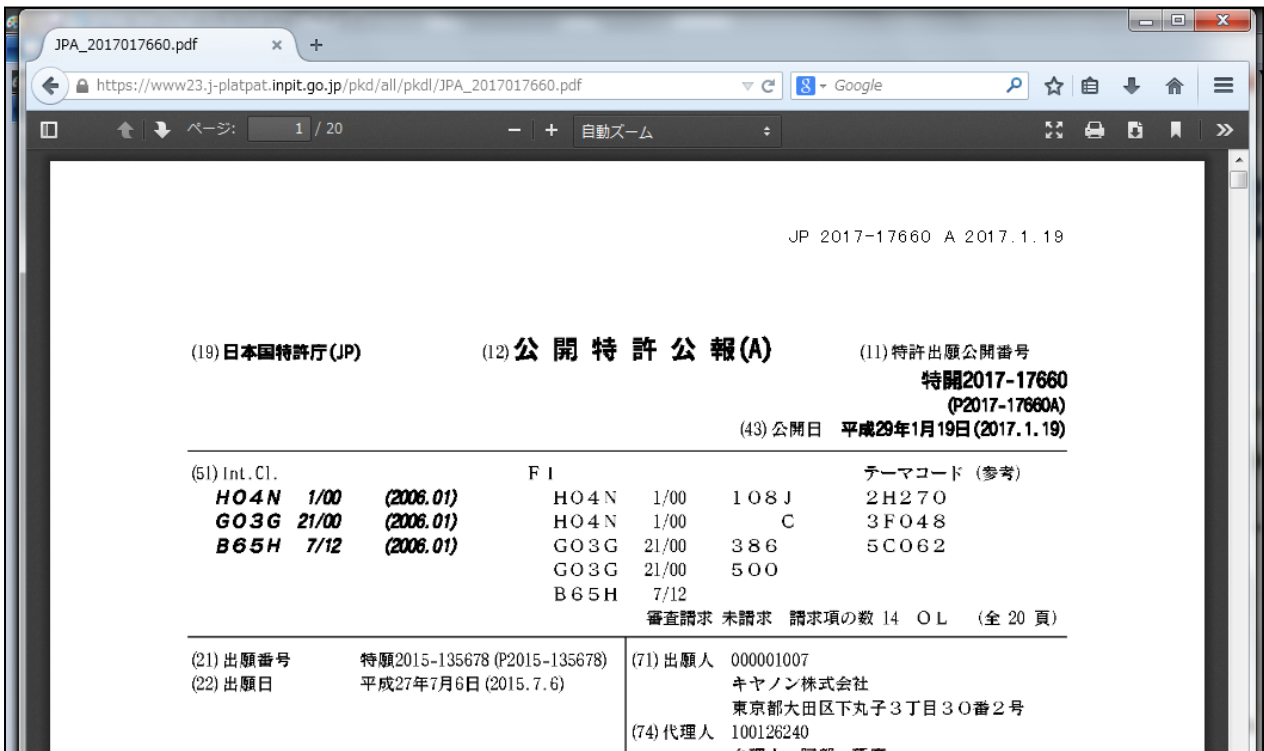 JPA_2017017660.pdf
https://www23.j-platpat.inpit.go.jp/pkd/all/pkdl/JPA_2017017660.pdf
Google
ページ: 1 / 20
自動ズーム
JP 2017-17660 A 2017.1.19
(19)日本国特許庁(JP) (12)公開特許公報(A) (11)特許出願公開番号
特開2017-17660
(P2017-17660A)
(43)公開日 平成29年1月19日(2017.1.19)
(51)Int.Cl. FI テーマコード(参考)
H04N 1/00 (2006.01) H04N 1/00 108J 2H270
G03G 21/00 (2006.01) H04N 1/00 C 3F048
B65H 7/12 (2006.01) G03G 21/00 386 5C062
G03G 21/00 500
B65H 7/12
審査請求 未請求 請求項の数 14 OL (全 20 頁)
(21)出願番号 特願2015-135678(P2015-135678) (71)出願人 000001007
(22)出願日 平成27年7月6日(2015.7.6) キヤノン株式会社
東京都大田区下丸子3丁目30番2号
(74)代理人 100126240